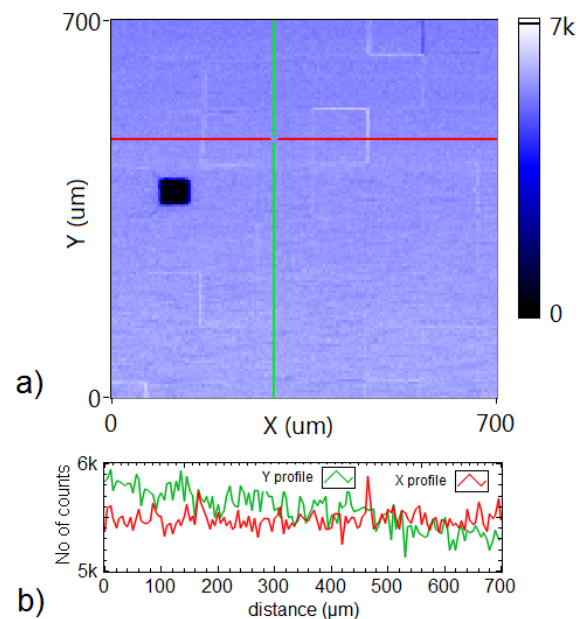 a)
700
Y (um)
0
0
X (um)
700
7k
0
b)
No of counts
6k
5k
Y profile
X profile
0 100 200 300 400 500 600 700
distance (µm)